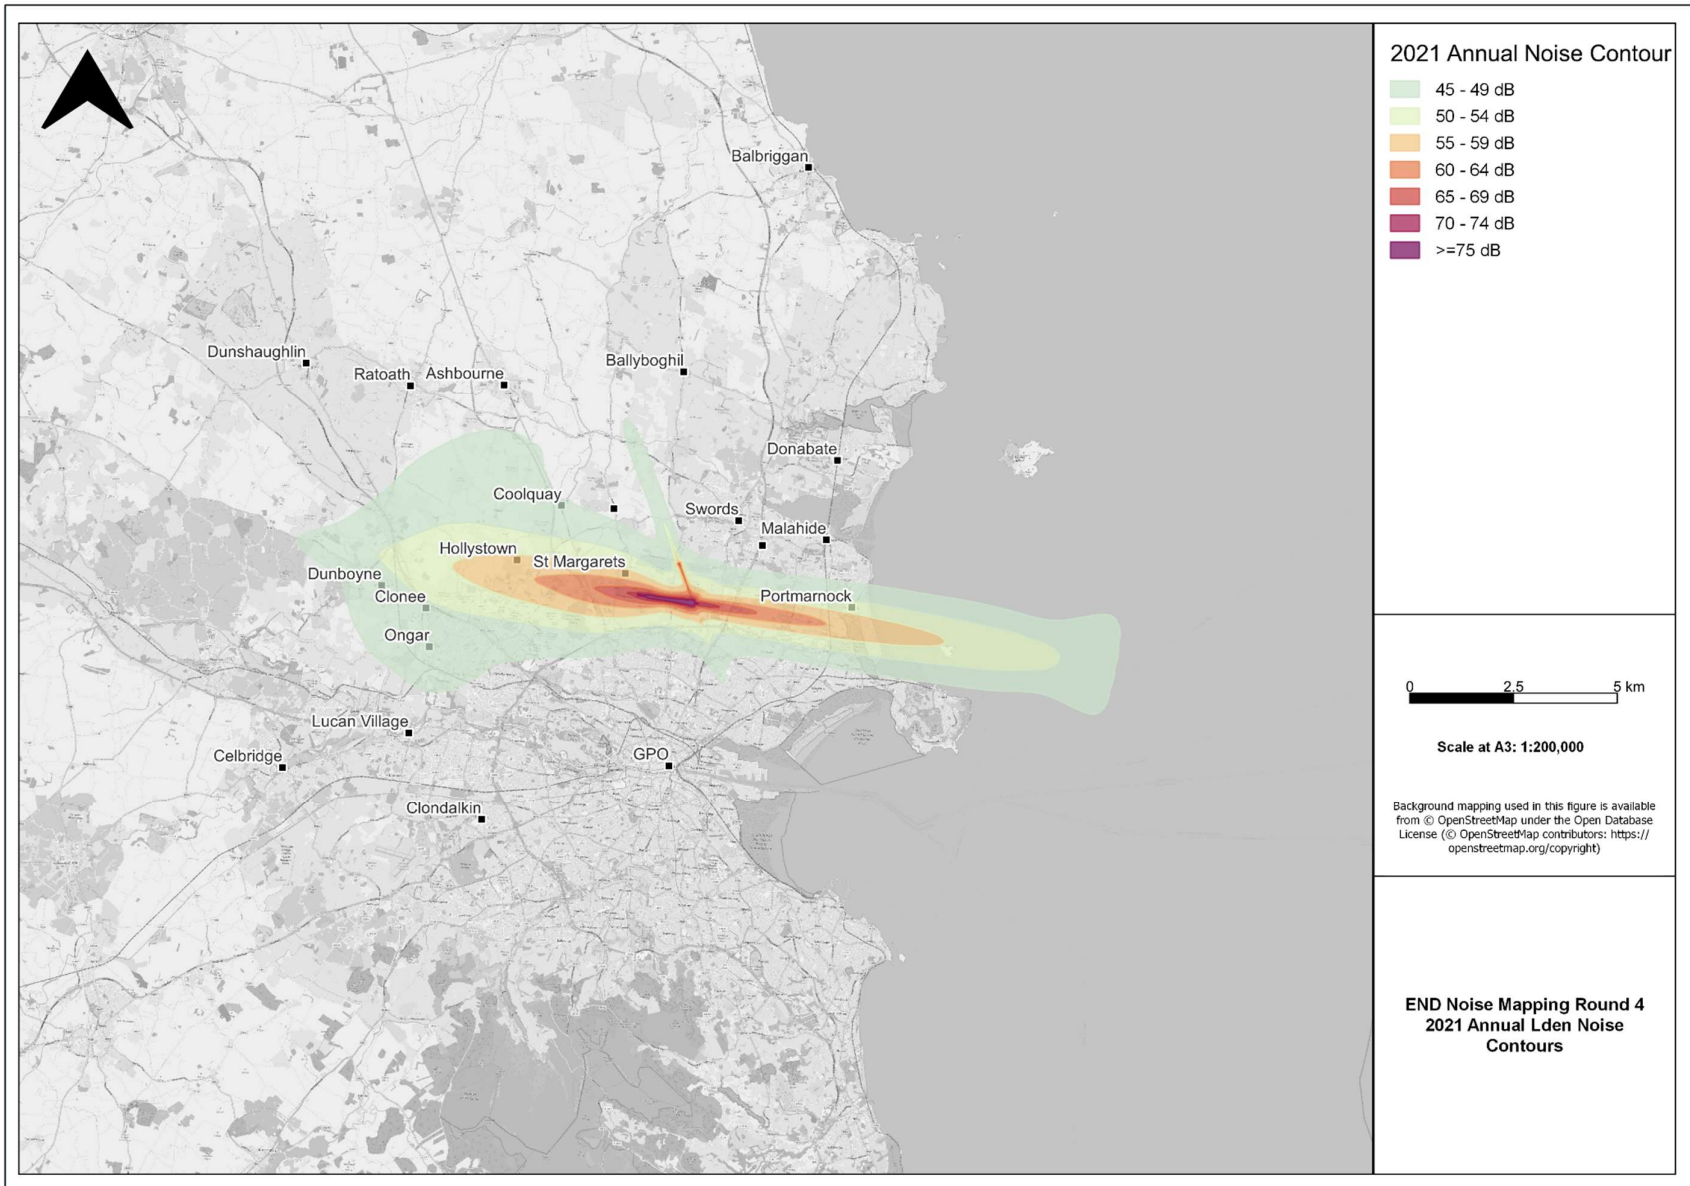 2021 Annual Noise Contour
45 - 49 dB
50 - 54 dB
55 - 59 dB
60 - 64 dB
65 - 69 dB
70 - 74 dB
>=75 dB
Balbriggan
Dunshaughlin
Ratoath
Ashbourne
Ballyboghil
Donabate
Coolquay
Swords
Malahide
Hollystown
St Margarets
Dunboyne
Clonee
Portmarnock
Ongar
Lucan Village
Celbridge
GPO
Clondalkin
0 2.5 5 km
Scale at A3: 1:200,000
Background mapping used in this figure is available
from © OpenStreetMap under the Open Database
License (© OpenStreetMap contributors: https://
openstreetmap.org/copyright)
END Noise Mapping Round 4
2021 Annual Lden Noise
Contours